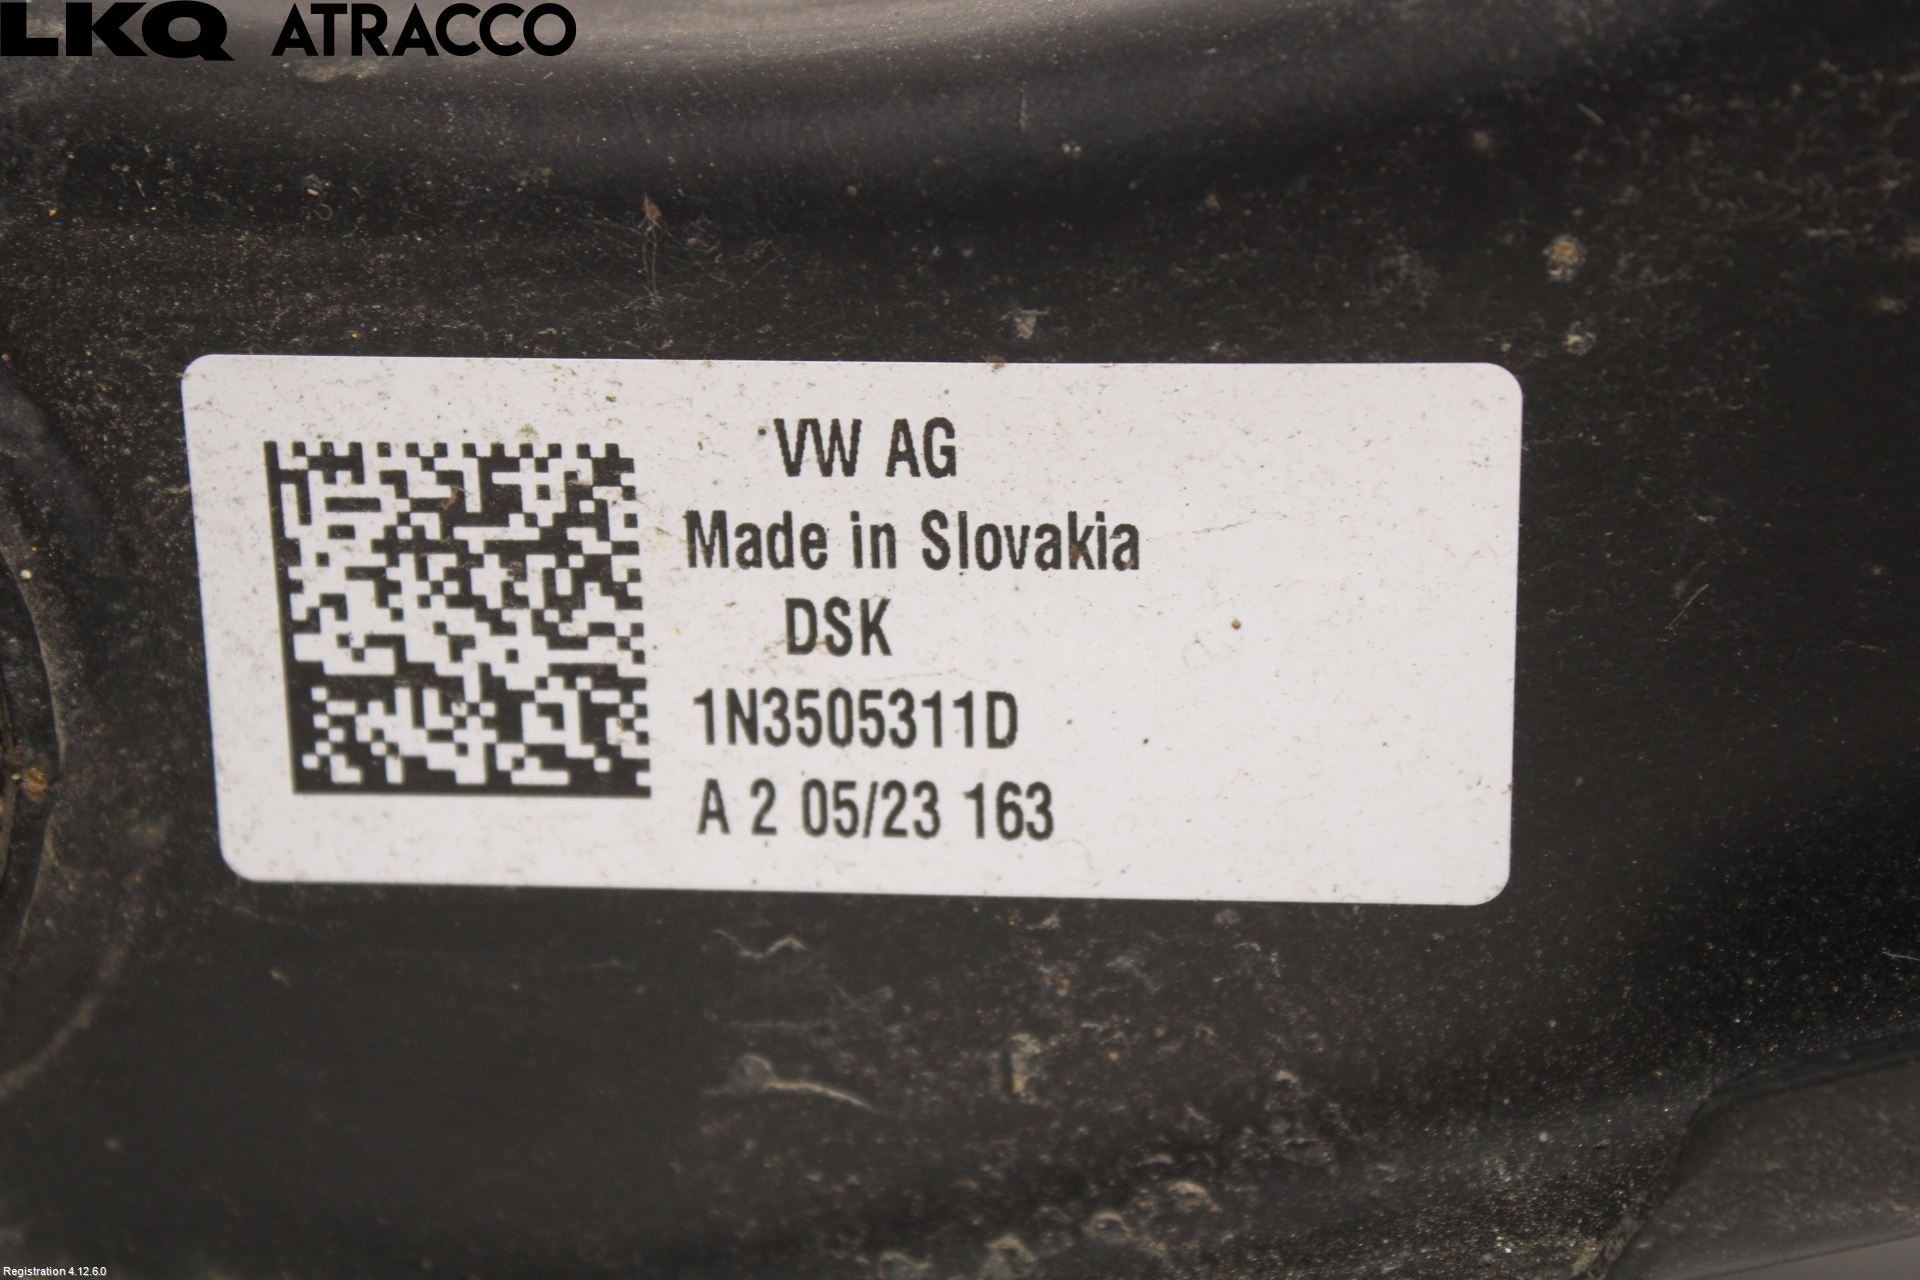 LKQ ATRACCO
VW AG
Made in Slovakia
DSK
1N3505311D
A 2 05/23 163
Registration 4.12.6.0